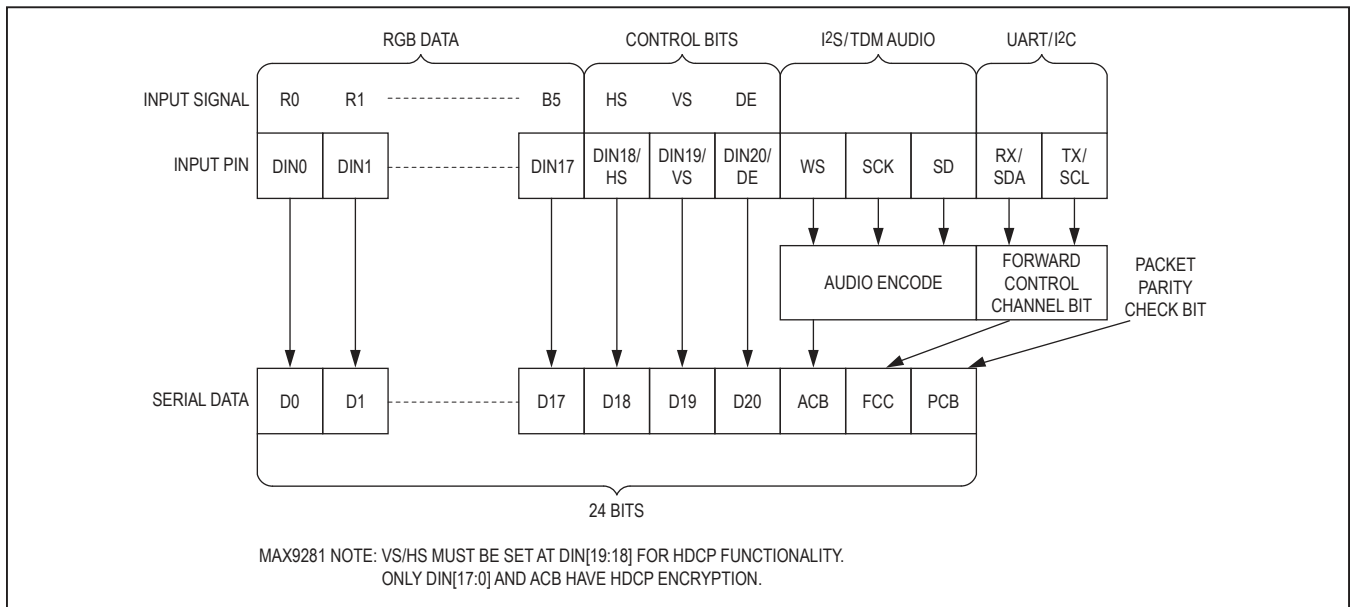 RGB DATA CONTROL BITS I²S/TDM AUDIO UART/I²C
INPUT SIGNAL R0 R1 B5 HS VS DE
INPUT PIN DIN0 DIN1 DIN17 DIN18/ HS DIN19/ VS DIN20/ DE WS SCK SD RX/ SDA TX/ SCL
AUDIO ENCODE
FORWARD
CONTROL
CHANNEL BIT
PACKET
PARITY
CHECK BIT
SERIAL DATA D0 D1 D17 D18 D19 D20 ACB FCC PCB
24 BITS
MAX9281 NOTE: VS/HS MUST BE SET AT DIN[19:18] FOR HDCP FUNCTIONALITY.
ONLY DIN[17:0] AND ACB HAVE HDCP ENCRYPTION.